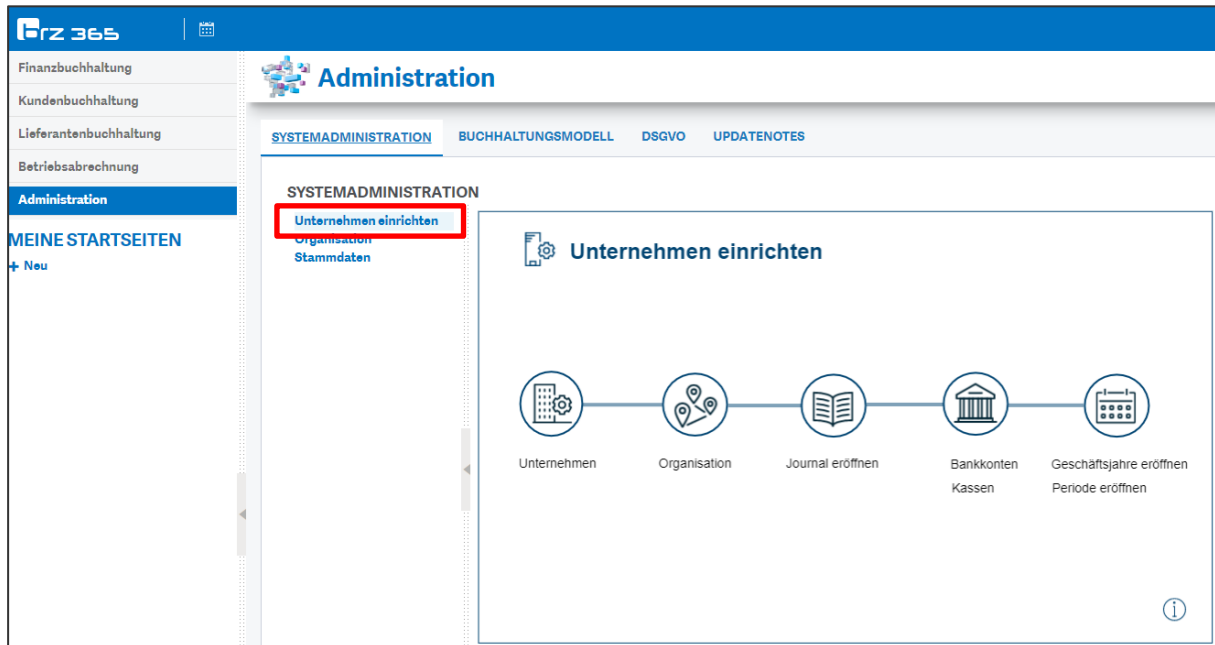 brz 365
Finanzbuchhaltung
Kundenbuchhaltung
Lieferantenbuchhaltung
Betriebsabrechnung
Administration
MEINE STARTSEITEN
+ Neu
Administration
SYSTEMADMINISTRATION BUCHHALTUNGSMODELL DSGVO UPDATENOTES
SYSTEMADMINISTRATION
Unternehmen einrichten
Organisation
Stammdaten
Unternehmen einrichten
Unternehmen
Organisation
Journal eröffnen
Bankkonten
Kassen
Geschäftsjahre eröffnen
Periode eröffnen